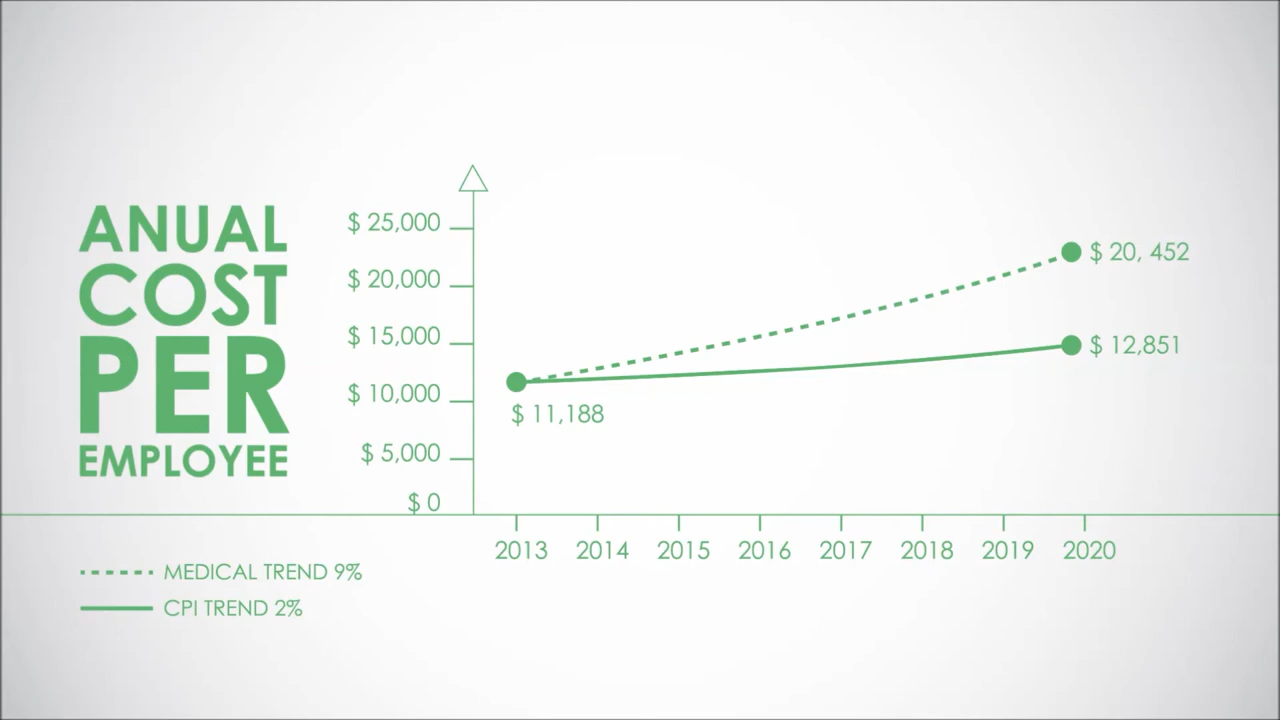 ANUAL
COST
PER
EMPLOYEE
$ 25,000
$ 20,000
$ 15,000
$ 10,000
$ 5,000
$ 0
$ 20, 452
$ 12,851
$ 11,188
2013 2014 2015 2016 2017 2018 2019 2020
MEDICAL TREND 9%
CPI TREND 2%